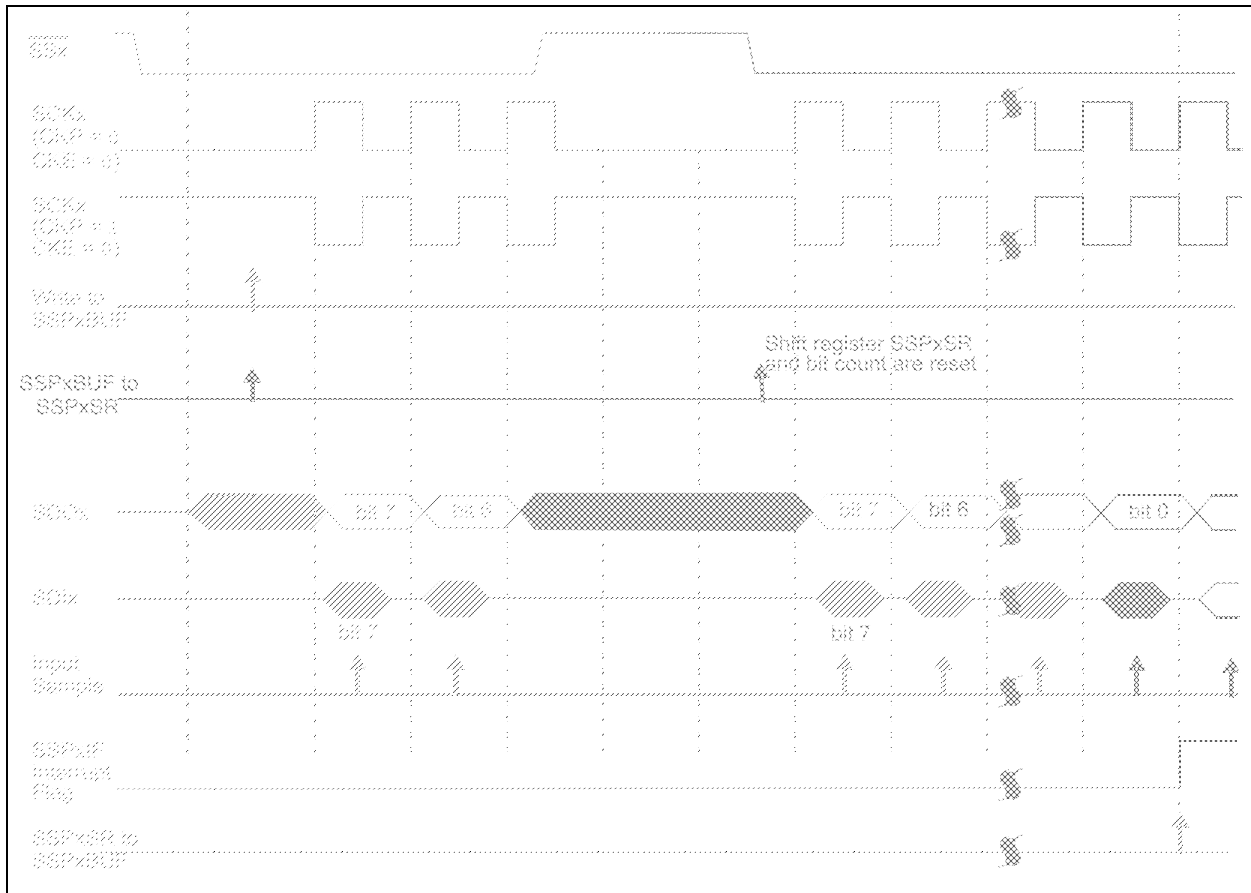 SSx
SCKx
(CKP = 0
CKE = 0)
SCKx
(CKP = 1
CKE = 0)
Write to
SSPxBUF
Shift register SSPxSR
and bit count are reset
SSPxBUF to
SSPxSR
SDOx
bit 7
bit 6
bit 7
bit 6
bit 0
SDIx
bit 7
bit 7
Input
Sample
SSPxIF
Interrupt
Flag
SSPxSR to
SSPxBUF